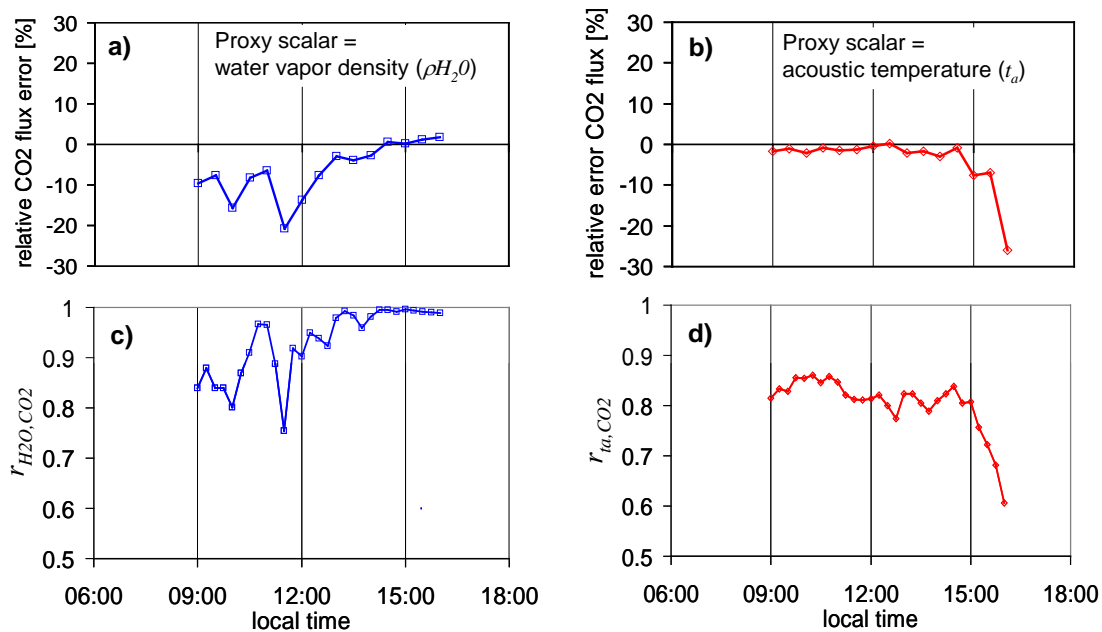 a)
Proxy scalar =
water vapor density (ρH₂0)
relative CO2 flux error [%]
30
20
10
0
-10
-20
-30
b)
Proxy scalar =
acoustic temperature (tₐ)
relative error CO2 flux [%]
30
20
10
0
-10
-20
-30
c)
r_H2O,CO2
1
0.9
0.8
0.7
0.6
0.5
06:00 09:00 12:00 15:00 18:00
local time
d)
r_ta,CO2
1
0.9
0.8
0.7
0.6
0.5
06:00 09:00 12:00 15:00 18:00
local time